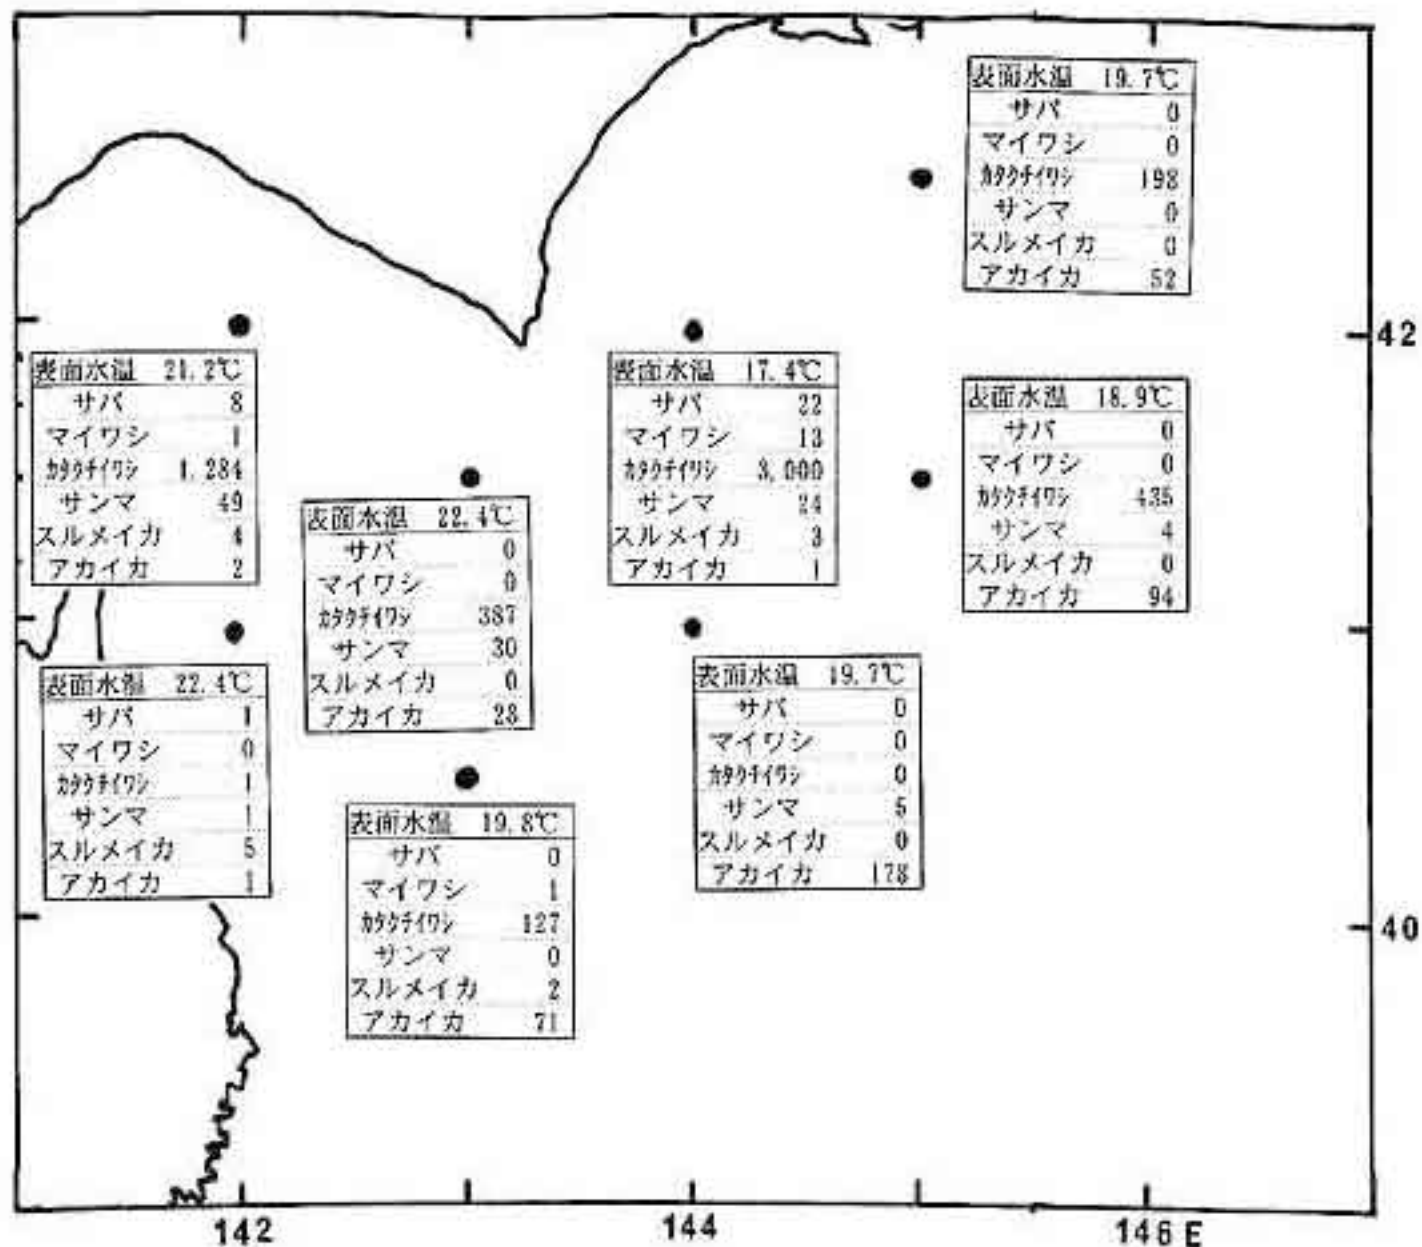 表面水温 19.7℃
サバ 0
マイワシ 0
カタクチイワシ 198
サンマ 0
スルメイカ 0
アカイカ 52
42
表面水温 21.2℃
サバ 8
マイワシ 1
カタクチイワシ 1,284
サンマ 49
スルメイカ 4
アカイカ 2
表面水温 17.4℃
サバ 22
マイワシ 13
カタクチイワシ 3,000
サンマ 24
スルメイカ 3
アカイカ 1
表面水温 18.9℃
サバ 0
マイワシ 0
カタクチイワシ 435
サンマ 4
スルメイカ 0
アカイカ 94
表面水温 22.4℃
サバ 0
マイワシ 0
カタクチイワシ 387
サンマ 30
スルメイカ 0
アカイカ 28
表面水温 22.4℃
サバ 1
マイワシ 0
カタクチイワシ 1
サンマ 1
スルメイカ 5
アカイカ 1
表面水温 19.7℃
サバ 0
マイワシ 0
カタクチイワシ 0
サンマ 5
スルメイカ 0
アカイカ 178
表面水温 19.8℃
サバ 0
マイワシ 1
カタクチイワシ 127
サンマ 0
スルメイカ 2
アカイカ 71
40
142 144 146 E